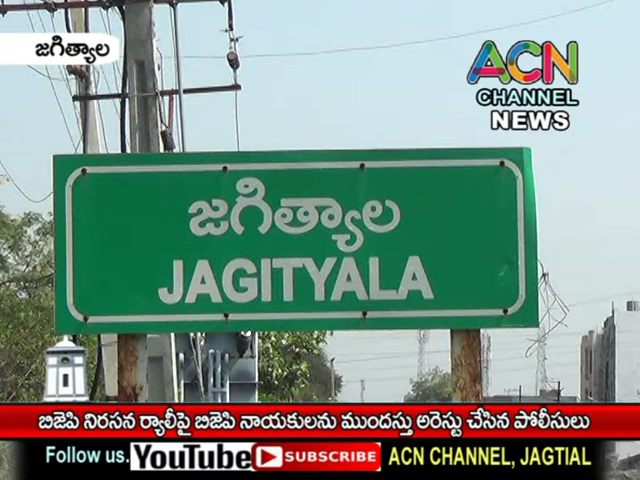 జగిత్యాల
ACN
CHANNEL
NEWS
జగిత్యాల
JAGITYALA
బిజెపి నిరసన ర్యాలీపై బిజెపి నాయకులను ముందస్తు అరెస్టు చేసిన పోలీసులు
Follow us. YouTube SUBSCRIBE ACN CHANNEL, JAGTIAL